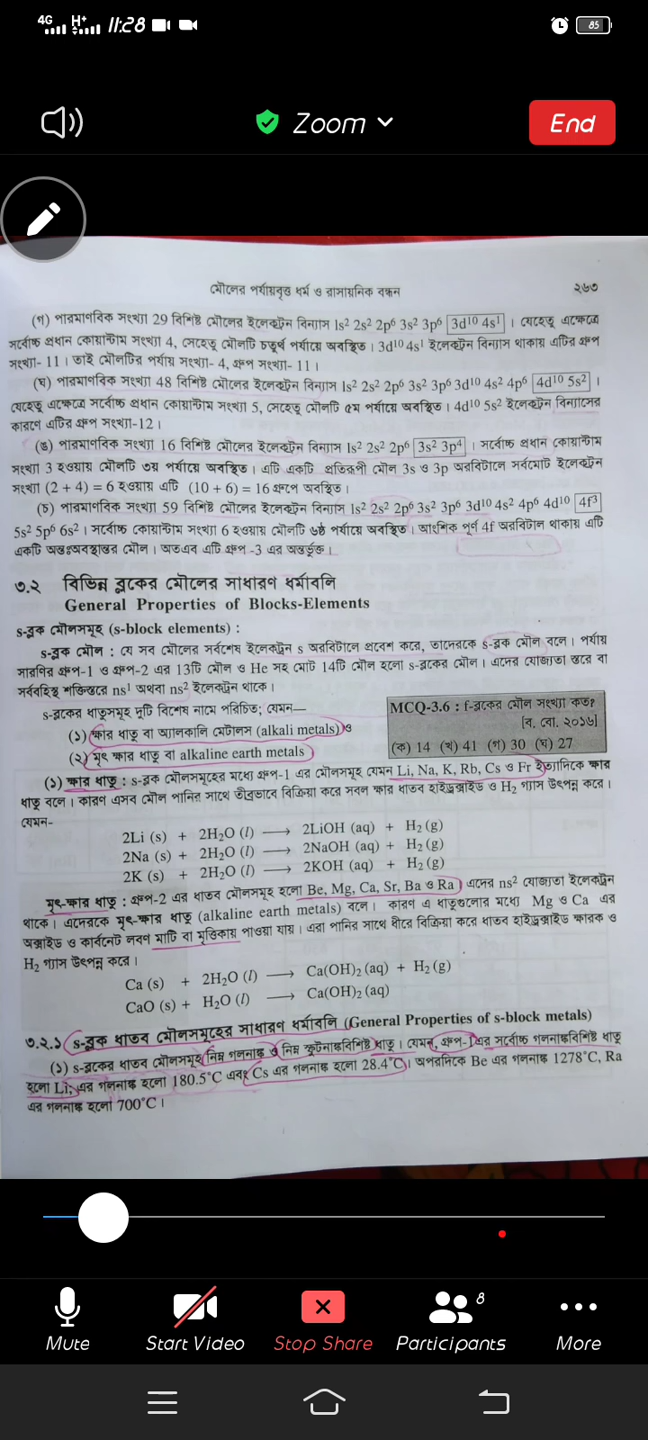 4G H+ 11:28 85
Zoom End
মৌলের পর্যায়বৃত্ত ধর্ম ও রাসায়নিক বন্ধন ২৬৩
(গ) পারমাণবিক সংখ্যা 29 বিশিষ্ট মৌলের ইলেকট্রন বিন্যাস 1s² 2s² 2p⁶ 3s² 3p⁶ 3d¹⁰ 4s¹ । যেহেতু এক্ষেত্রে
সর্বোচ্চ প্রধান কোয়ান্টাম সংখ্যা 4, সেহেতু মৌলটি চতুর্থ পর্যায়ে অবস্থিত। 3d¹⁰ 4s¹ ইলেকট্রন বিন্যাস থাকায় এটির গ্রুপ
সংখ্যা- 11। তাই মৌলটির পর্যায় সংখ্যা- 4, গ্রুপ সংখ্যা- 11।
(ঘ) পারমাণবিক সংখ্যা 48 বিশিষ্ট মৌলের ইলেকট্রন বিন্যাস 1s² 2s² 2p⁶ 3s² 3p⁶ 3d¹⁰ 4s² 4p⁶ 4d¹⁰ 5s² ।
যেহেতু এক্ষেত্রে সর্বোচ্চ প্রধান কোয়ান্টাম সংখ্যা 5, সেহেতু মৌলটি ৫ম পর্যায়ে অবস্থিত। 4d¹⁰ 5s² ইলেকট্রন বিন্যাসের
কারণে এটির গ্রুপ সংখ্যা-12।
(ঙ) পারমাণবিক সংখ্যা 16 বিশিষ্ট মৌলের ইলেকট্রন বিন্যাস 1s² 2s² 2p⁶ 3s² 3p⁴ । সর্বোচ্চ প্রধান কোয়ান্টাম
সংখ্যা 3 হওয়ায় মৌলটি ৩য় পর্যায়ে অবস্থিত। এটি একটি প্রতিরূপী মৌল 3s ও 3p অরবিটালে সর্বমোট ইলেকট্রন
সংখ্যা (2 + 4) = 6 হওয়ায় এটি (10 + 6) = 16 গ্রুপে অবস্থিত।
(চ) পারমাণবিক সংখ্যা 59 বিশিষ্ট মৌলের ইলেকট্রন বিন্যাস 1s² 2s² 2p⁶ 3s² 3p⁶ 3d¹⁰ 4s² 4p⁶ 4d¹⁰ 4f³
5s² 5p⁶ 6s²। সর্বোচ্চ কোয়ান্টাম সংখ্যা 6 হওয়ায় মৌলটি ৬ষ্ঠ পর্যায়ে অবস্থিত। আংশিক পূর্ণ 4f অরবিটাল থাকায় এটি
একটি অন্তঃঅবস্থান্তর মৌল। অতএব এটি গ্রুপ -3 এর অন্তর্ভুক্ত।
৩.২ বিভিন্ন ব্লকের মৌলের সাধারণ ধর্মাবলি
General Properties of Blocks-Elements
s-ব্লক মৌলসমূহ (s-block elements) :
s-ব্লক মৌল : যে সব মৌলের সর্বশেষ ইলেকট্রন s অরবিটালে প্রবেশ করে, তাদেরকে s-ব্লক মৌল বলে। পর্যায়
সারণির গ্রুপ-1 ও গ্রুপ-2 এর 13টি মৌল ও He সহ মোট 14টি মৌল হলো s-ব্লকের মৌল। এদের যোজ্যতা স্তরে বা
সর্ববহিস্থ শক্তিস্তরে ns¹ অথবা ns² ইলেকট্রন থাকে।
s-ব্লকের ধাতুসমূহ দুটি বিশেষ নামে পরিচিত; যেমন—
(১) ক্ষার ধাতু বা অ্যালকালি মেটালস (alkali metals) ও
(২) মৃৎ ক্ষার ধাতু বা alkaline earth metals
MCQ-3.6 : f-ব্লকের মৌল সংখ্যা কত?
[ব. বো. ২০১৬]
(ক) 14 (খ) 41 (গ) 30 (ঘ) 27
(১) ক্ষার ধাতু : s-ব্লক মৌলসমূহের মধ্যে গ্রুপ-1 এর মৌলসমূহ যেমন Li, Na, K, Rb, Cs ও Fr ইত্যাদিকে ক্ষার
ধাতু বলে। কারণ এসব মৌল পানির সাথে তীব্রভাবে বিক্রিয়া করে সবল ক্ষার ধাতব হাইড্রক্সাইড ও H₂ গ্যাস উৎপন্ন করে।
যেমন-
2Li (s) + 2H₂O (l) ⟶ 2LiOH (aq) + H₂ (g)
2Na (s) + 2H₂O (l) ⟶ 2NaOH (aq) + H₂ (g)
2K (s) + 2H₂O (l) ⟶ 2KOH (aq) + H₂ (g)
মৃৎ-ক্ষার ধাতু : গ্রুপ-2 এর ধাতব মৌলসমূহ হলো Be, Mg, Ca, Sr, Ba ও Ra। এদের ns² যোজ্যতা ইলেকট্রন
থাকে। এদেরকে মৃৎ-ক্ষার ধাতু (alkaline earth metals) বলে। কারণ এ ধাতুগুলোর মধ্যে Mg ও Ca এর
অক্সাইড ও কার্বনেট লবণ মাটি বা মৃত্তিকায় পাওয়া যায়। এরা পানির সাথে ধীরে বিক্রিয়া করে ধাতব হাইড্রক্সাইড ক্ষারক ও
H₂ গ্যাস উৎপন্ন করে।
Ca (s) + 2H₂O (l) ⟶ Ca(OH)₂ (aq) + H₂ (g)
CaO (s) + H₂O (l) ⟶ Ca(OH)₂ (aq)
৩.২.১ s-ব্লক ধাতব মৌলসমূহের সাধারণ ধর্মাবলি (General Properties of s-block metals)
(১) s-ব্লকের ধাতব মৌলসমূহ নিম্ন গলনাঙ্ক ও নিম্ন স্ফুটনাঙ্কবিশিষ্ট ধাতু। যেমন, গ্রুপ-1 এর সর্বোচ্চ গলনাঙ্কবিশিষ্ট ধাতু
হলো Li, এর গলনাঙ্ক হলো 180.5°C এবং Cs এর গলনাঙ্ক হলো 28.4°C। অপরদিকে Be এর গলনাঙ্ক 1278°C, Ra
এর গলনাঙ্ক হলো 700°C।
Mute Start Video Stop Share Participants 8 More